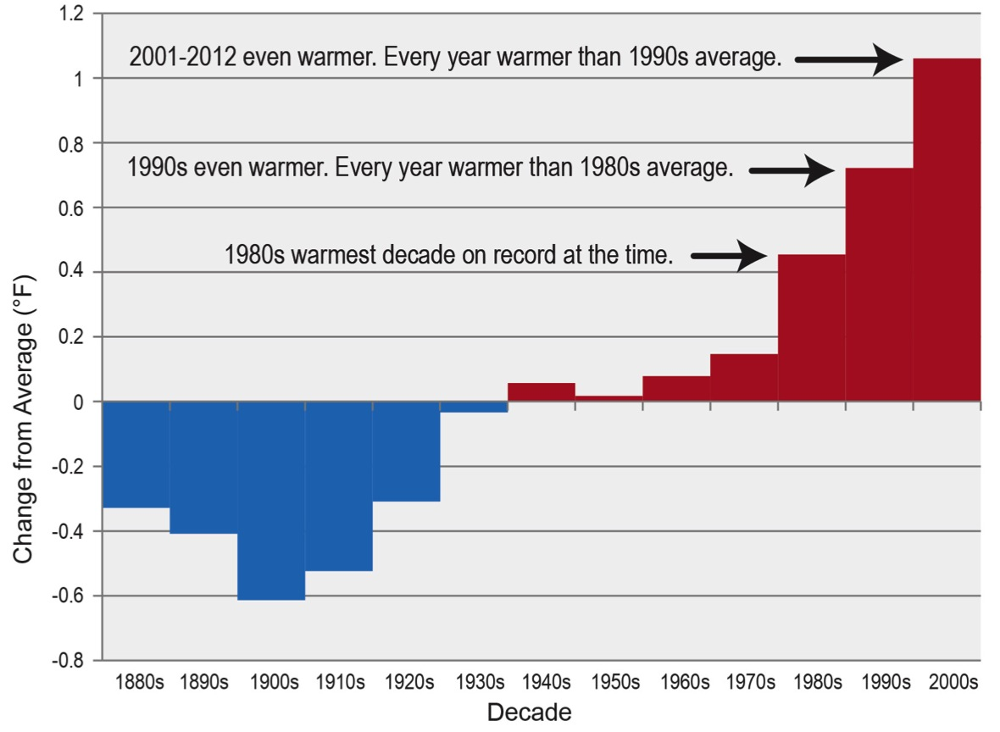 1.2
2001-2012 even warmer. Every year warmer than 1990s average.
1
0.8
1990s even warmer. Every year warmer than 1980s average.
0.6
1980s warmest decade on record at the time.
0.4
0.2
0
-0.2
-0.4
-0.6
-0.8
Change from Average (°F)
1880s 1890s 1900s 1910s 1920s 1930s 1940s 1950s 1960s 1970s 1980s 1990s 2000s
Decade